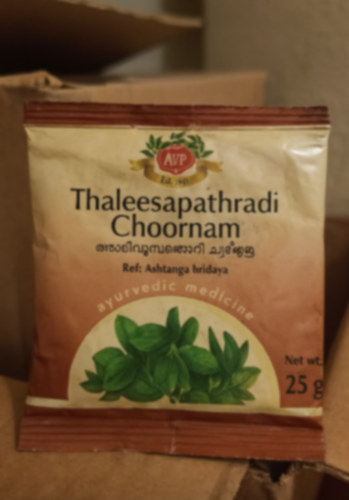 AVP
Thaleesapathradi
Choornam
Ref: Ashtanga hridaya
ayurvedic medicine
Net wt.
25 g